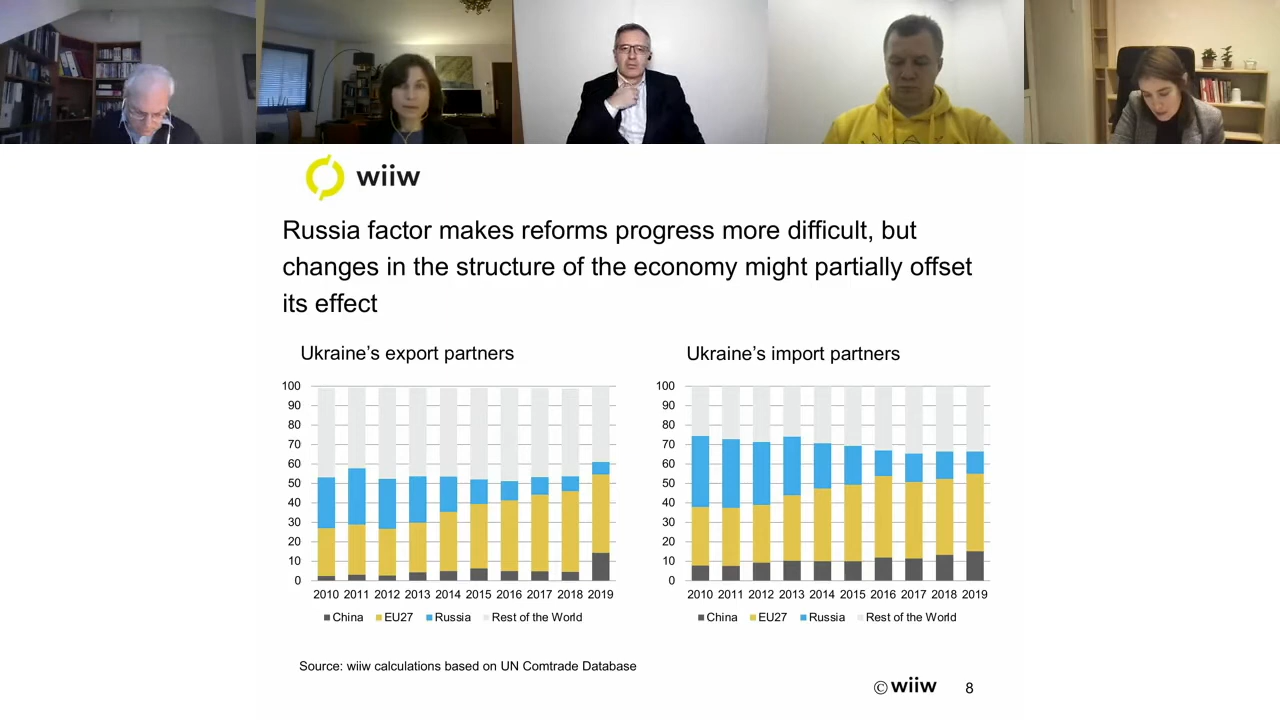 wiiw
Russia factor makes reforms progress more difficult, but
changes in the structure of the economy might partially offset
its effect
Ukraine’s export partners
100
90
80
70
60
50
40
30
20
10
0
2010 2011 2012 2013 2014 2015 2016 2017 2018 2019
China EU27 Russia Rest of the World
Ukraine’s import partners
100
90
80
70
60
50
40
30
20
10
0
2010 2011 2012 2013 2014 2015 2016 2017 2018 2019
China EU27 Russia Rest of the World
Source: wiiw calculations based on UN Comtrade Database
© wiiw 8